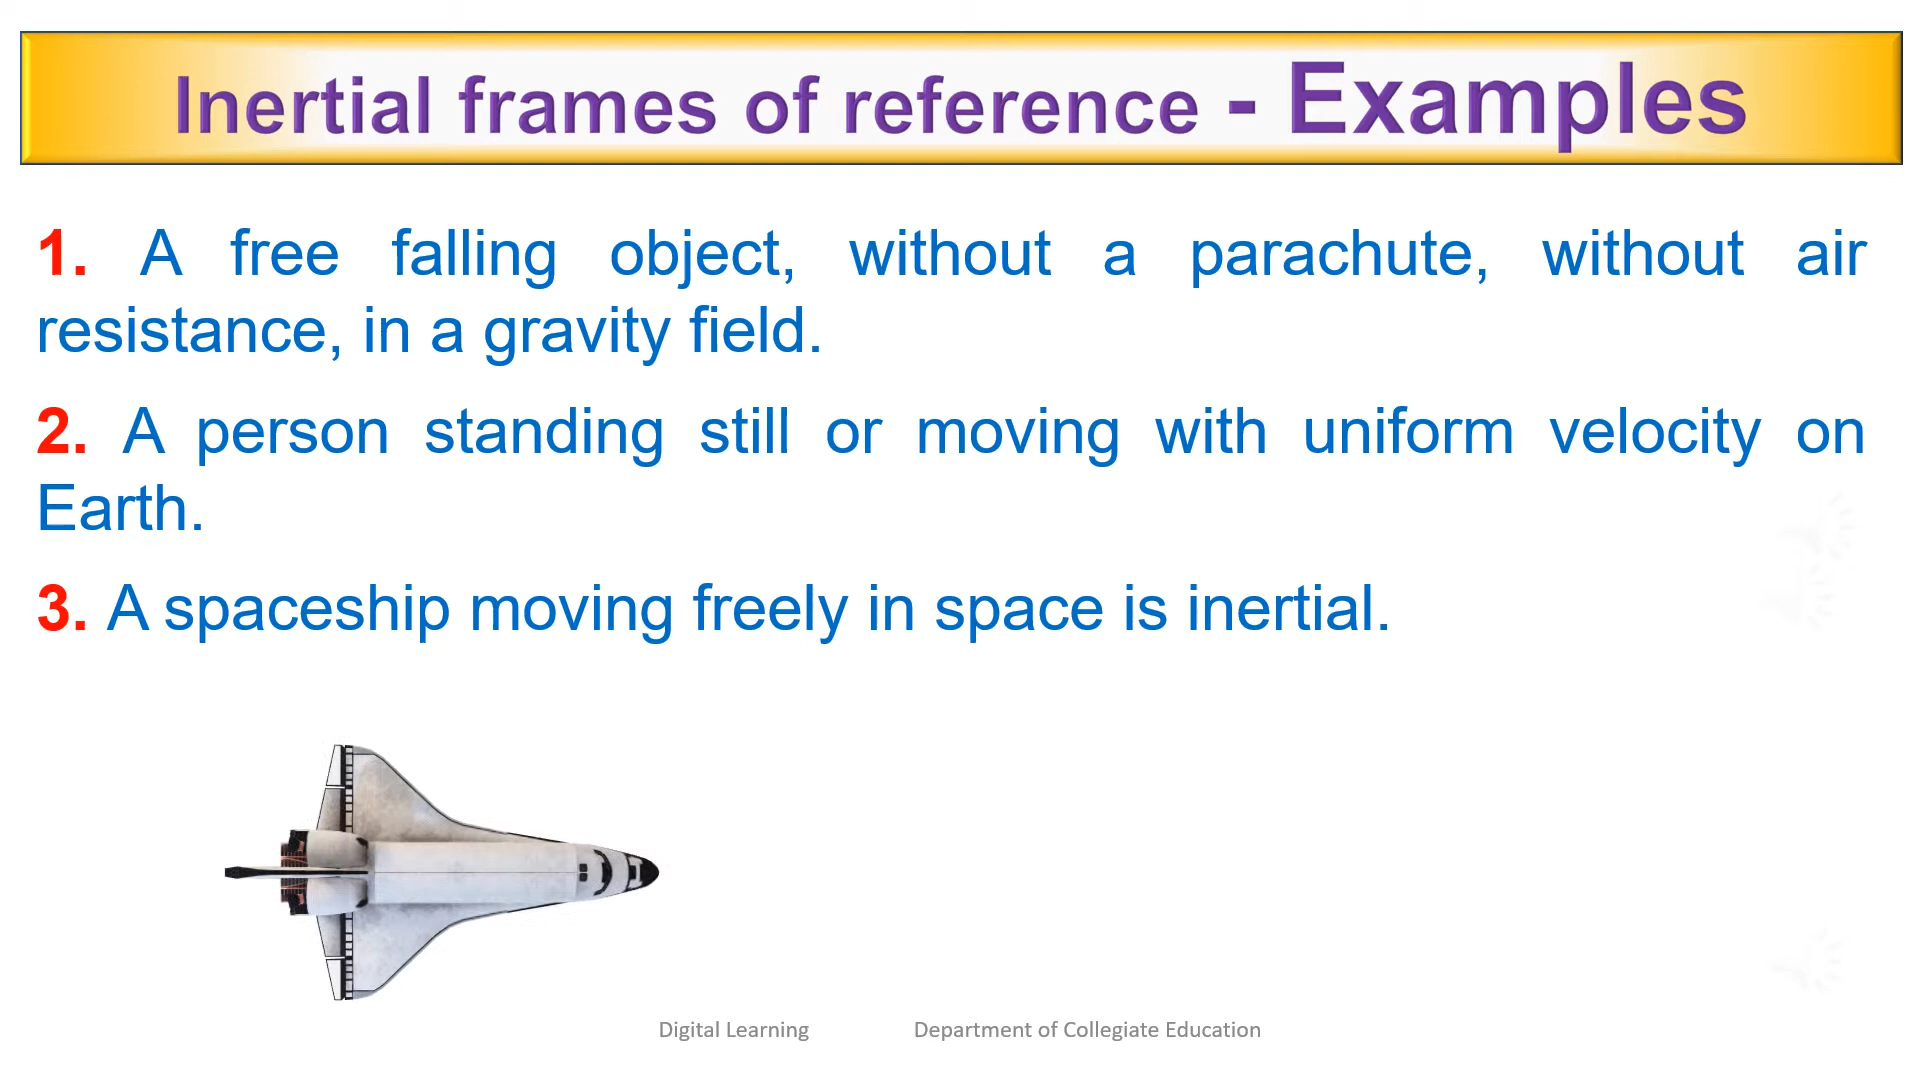 Inertial frames of reference - Examples
1. A free falling object, without a parachute, without air
resistance, in a gravity field.
2. A person standing still or moving with uniform velocity on
Earth.
3. A spaceship moving freely in space is inertial.
Digital Learning Department of Collegiate Education